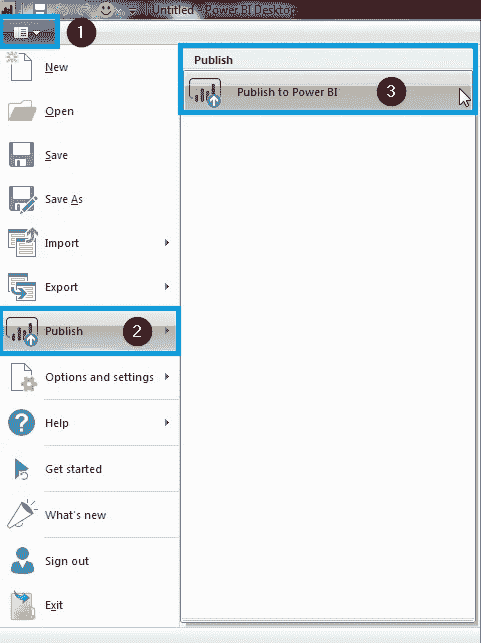 Untitled - Power BI Desktop
1
Publish
New
Publish to Power BI
3
Open
Save
Save As
Import
Export
Publish
2
Options and settings
Help
Get started
What's new
Sign out
Exit